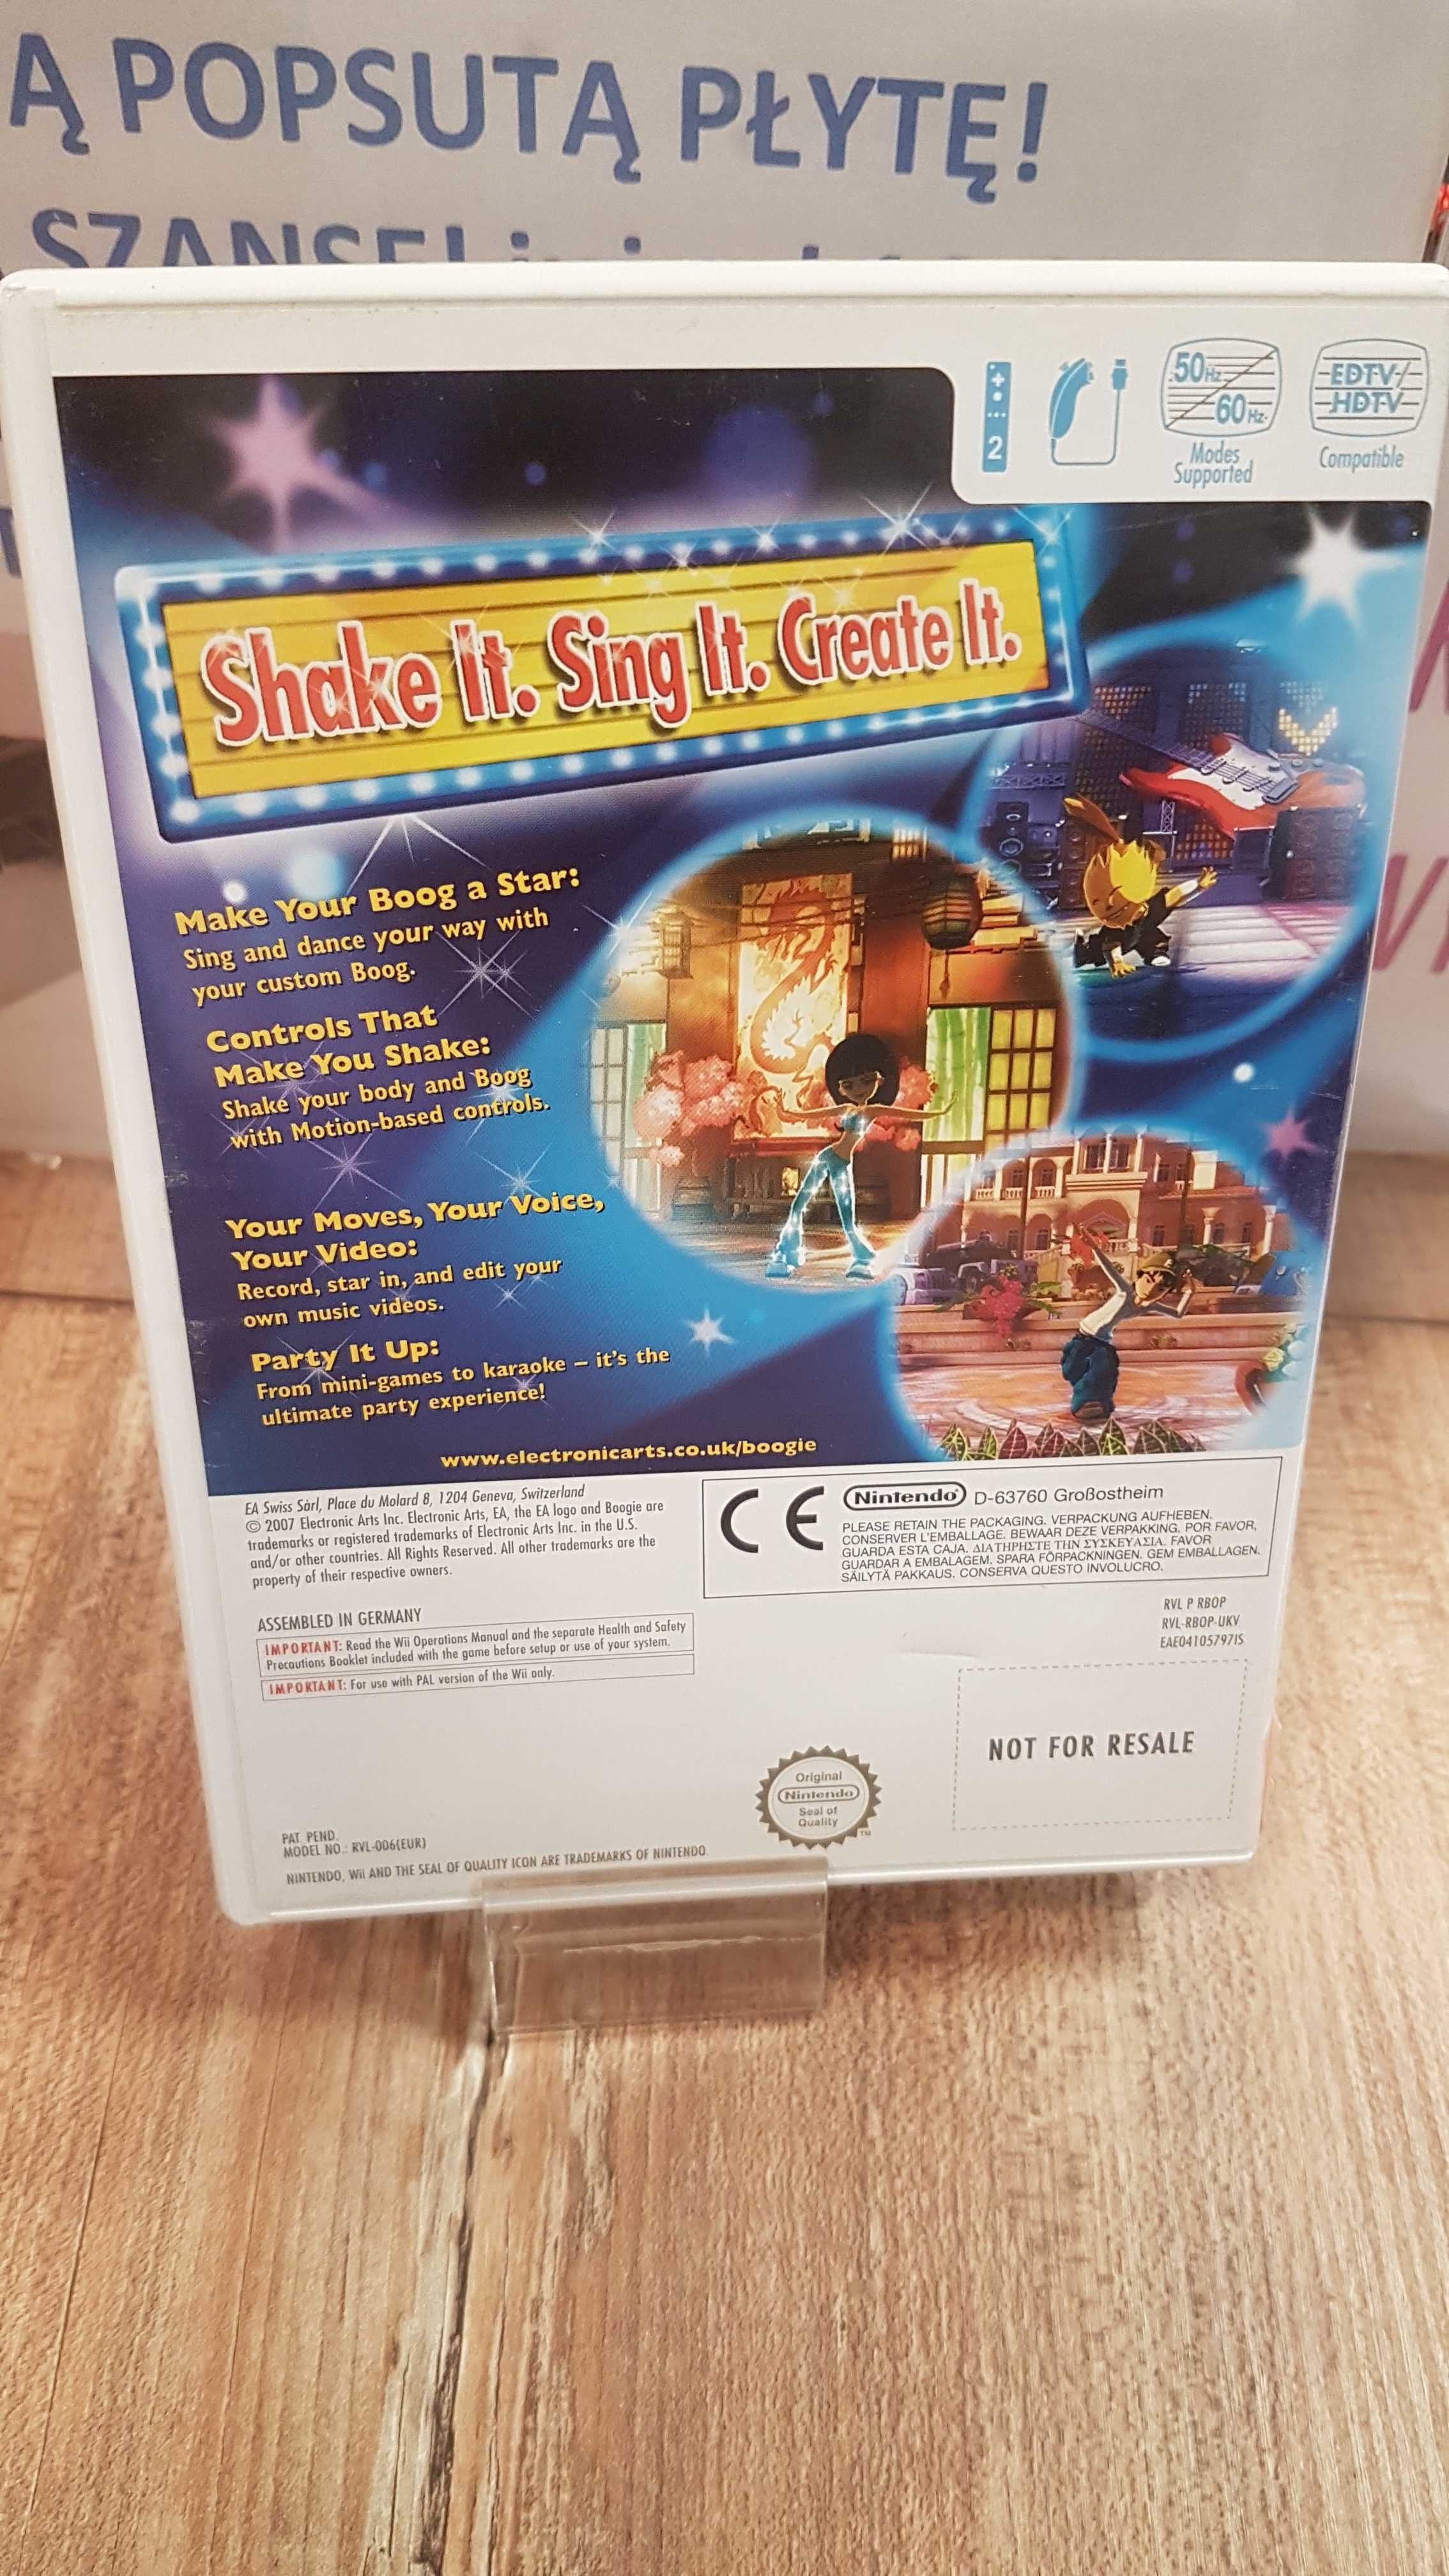 Ą POPSUTĄ PŁYTĘ!
2
50Hz
60Hz
Modes
Supported
EDTV/
HDTV
Compatible
Shake It. Sing It. Create It.
Make Your Boog a Star:
Sing and dance your way with
your custom Boog.
Controls That
Make You Shake:
Shake your body and Boog
with Motion-based controls.
Your Moves, Your Voice,
Your Video:
Record, star in, and edit your
own music videos.
Party It Up:
From mini-games to karaoke – it's the
ultimate party experience!
www.electronicarts.co.uk/boogie
EA Swiss Sàrl, Place du Molard 8, 1204 Geneva, Switzerland
© 2007 Electronic Arts Inc. Electronic Arts, EA, the EA logo and Boogie are
trademarks or registered trademarks of Electronic Arts Inc. in the U.S.
and/or other countries. All Rights Reserved. All other trademarks are the
property of their respective owners.
CE
Nintendo D-63760 Großostheim
PLEASE RETAIN THE PACKAGING. VERPACKUNG AUFHEBEN.
CONSERVER L'EMBALLAGE. BEWAAR DEZE VERPAKKING. POR FAVOR,
GUARDA ESTA CAJA. ΔΙΑΤΗΡΗΣΤΕ ΤΗΝ ΣΥΣΚΕΥΑΣΙΑ. FAVOR
GUARDAR A EMBALAGEM. SPARA FÖRPACKNINGEN. GEM EMBALLAGEN.
SÄILYTÄ PAKKAUS. CONSERVA QUESTO INVOLUCRO.
ASSEMBLED IN GERMANY
IMPORTANT: Read the Wii Operations Manual and the separate Health and Safety
Precautions Booklet included with the game before setup or use of your system.
IMPORTANT: For use with PAL version of the Wii only.
RVL P RBOP
RVL-RBOP-UKV
EAE04105797IS
NOT FOR RESALE
Original
Nintendo
Seal of
Quality
TM
PAT. PEND.
MODEL NO.: RVL-006(EUR)
NINTENDO, Wii AND THE SEAL OF QUALITY ICON ARE TRADEMARKS OF NINTENDO.